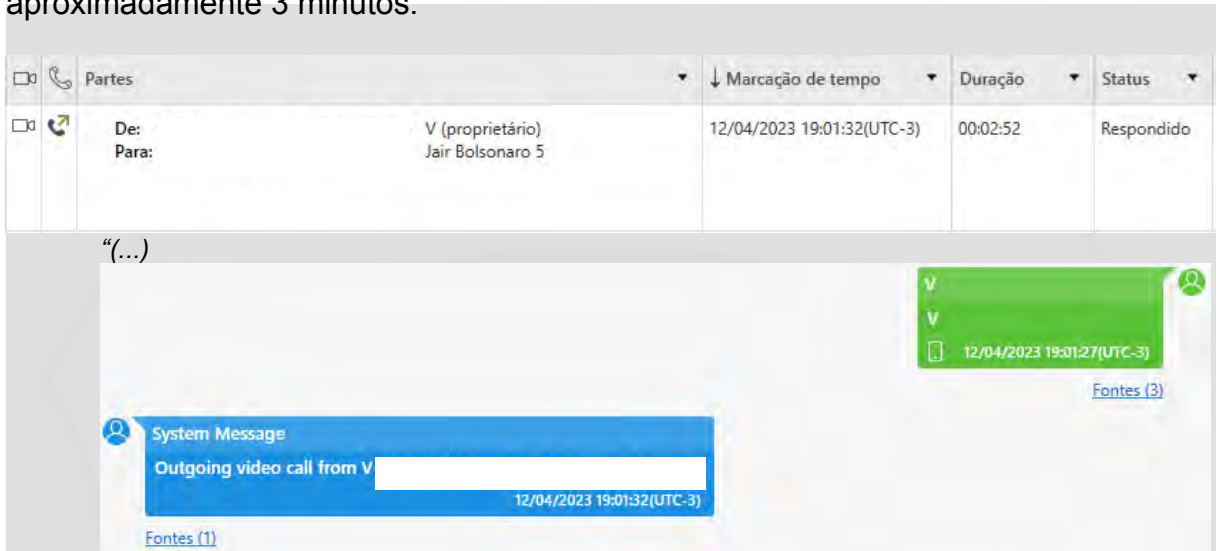 aproximadamente 3 minutos.
Partes ↓ Marcação de tempo Duração Status
De: V (proprietário) 12/04/2023 19:01:32(UTC-3) 00:02:52 Respondido
Para: Jair Bolsonaro 5
“(...)
V
V
12/04/2023 19:01:27(UTC-3)
Fontes (3)
System Message
Outgoing video call from V
12/04/2023 19:01:32(UTC-3)
Fontes (1)